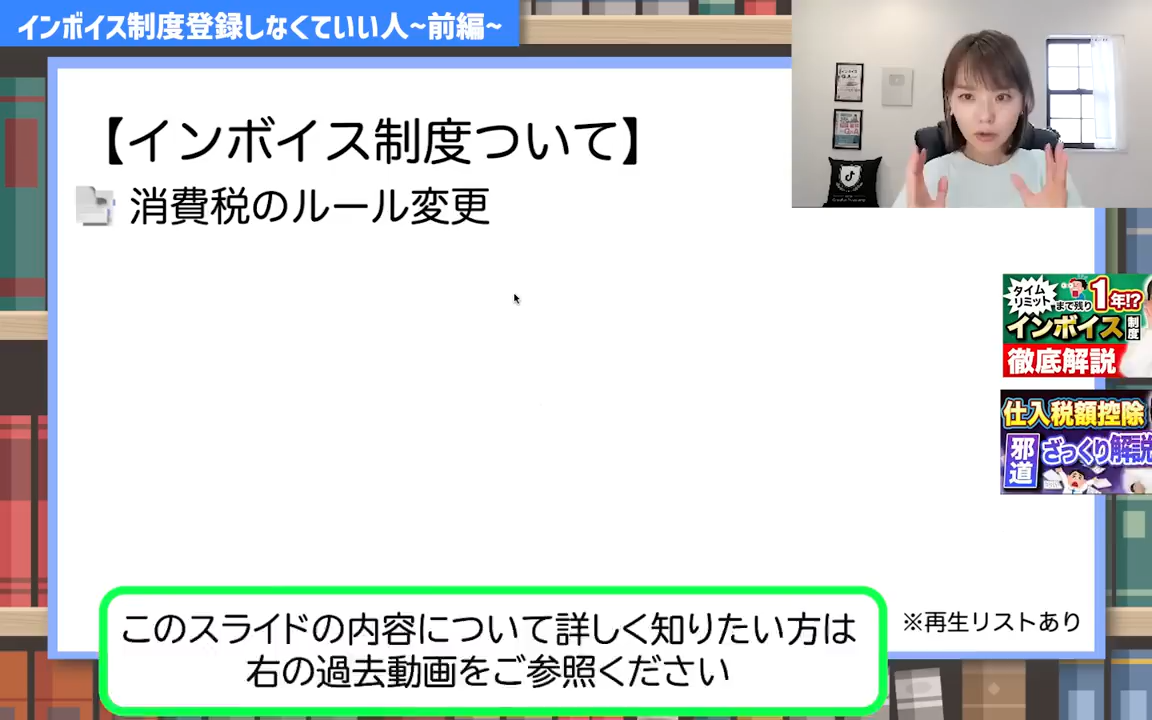 インボイス制度登録しなくていい人~前編~
【インボイス制度ついて】
消費税のルール変更
タイム
リミット
まで残り
1年!?
インボイス
制度
徹底解説
仕入税額控除
邪道
ざっくり解説
このスライドの内容について詳しく知りたい方は
右の過去動画をご参照ください
※再生リストあり